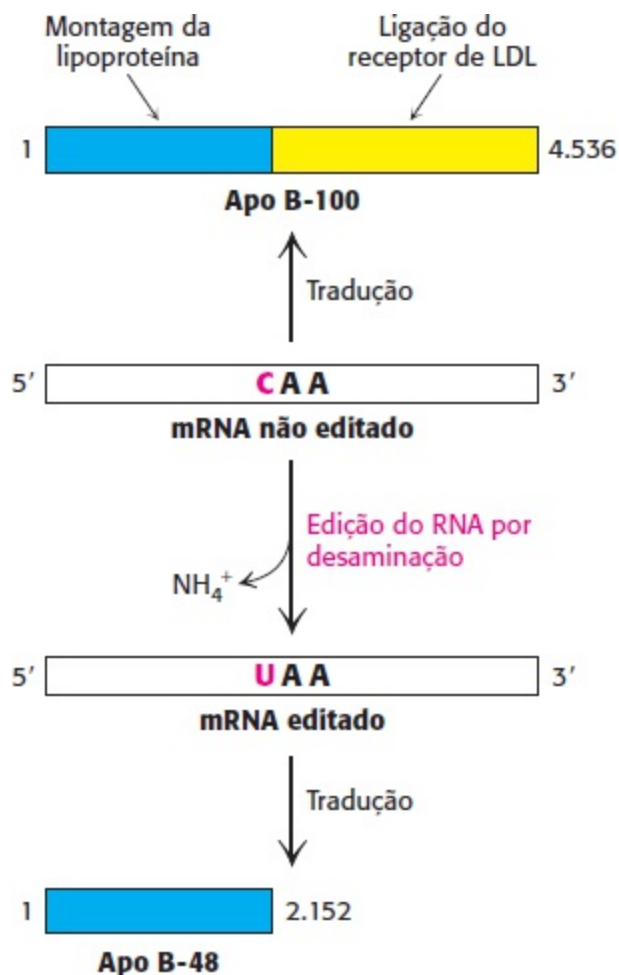 Montagem da
lipoproteína
Ligação do
receptor de LDL
1
4.536
Apo B-100
Tradução
5′
CAA
3′
mRNA não editado
Edição do RNA por
desaminação
NH₄⁺
5′
UAA
3′
mRNA editado
Tradução
1
2.152
Apo B-48